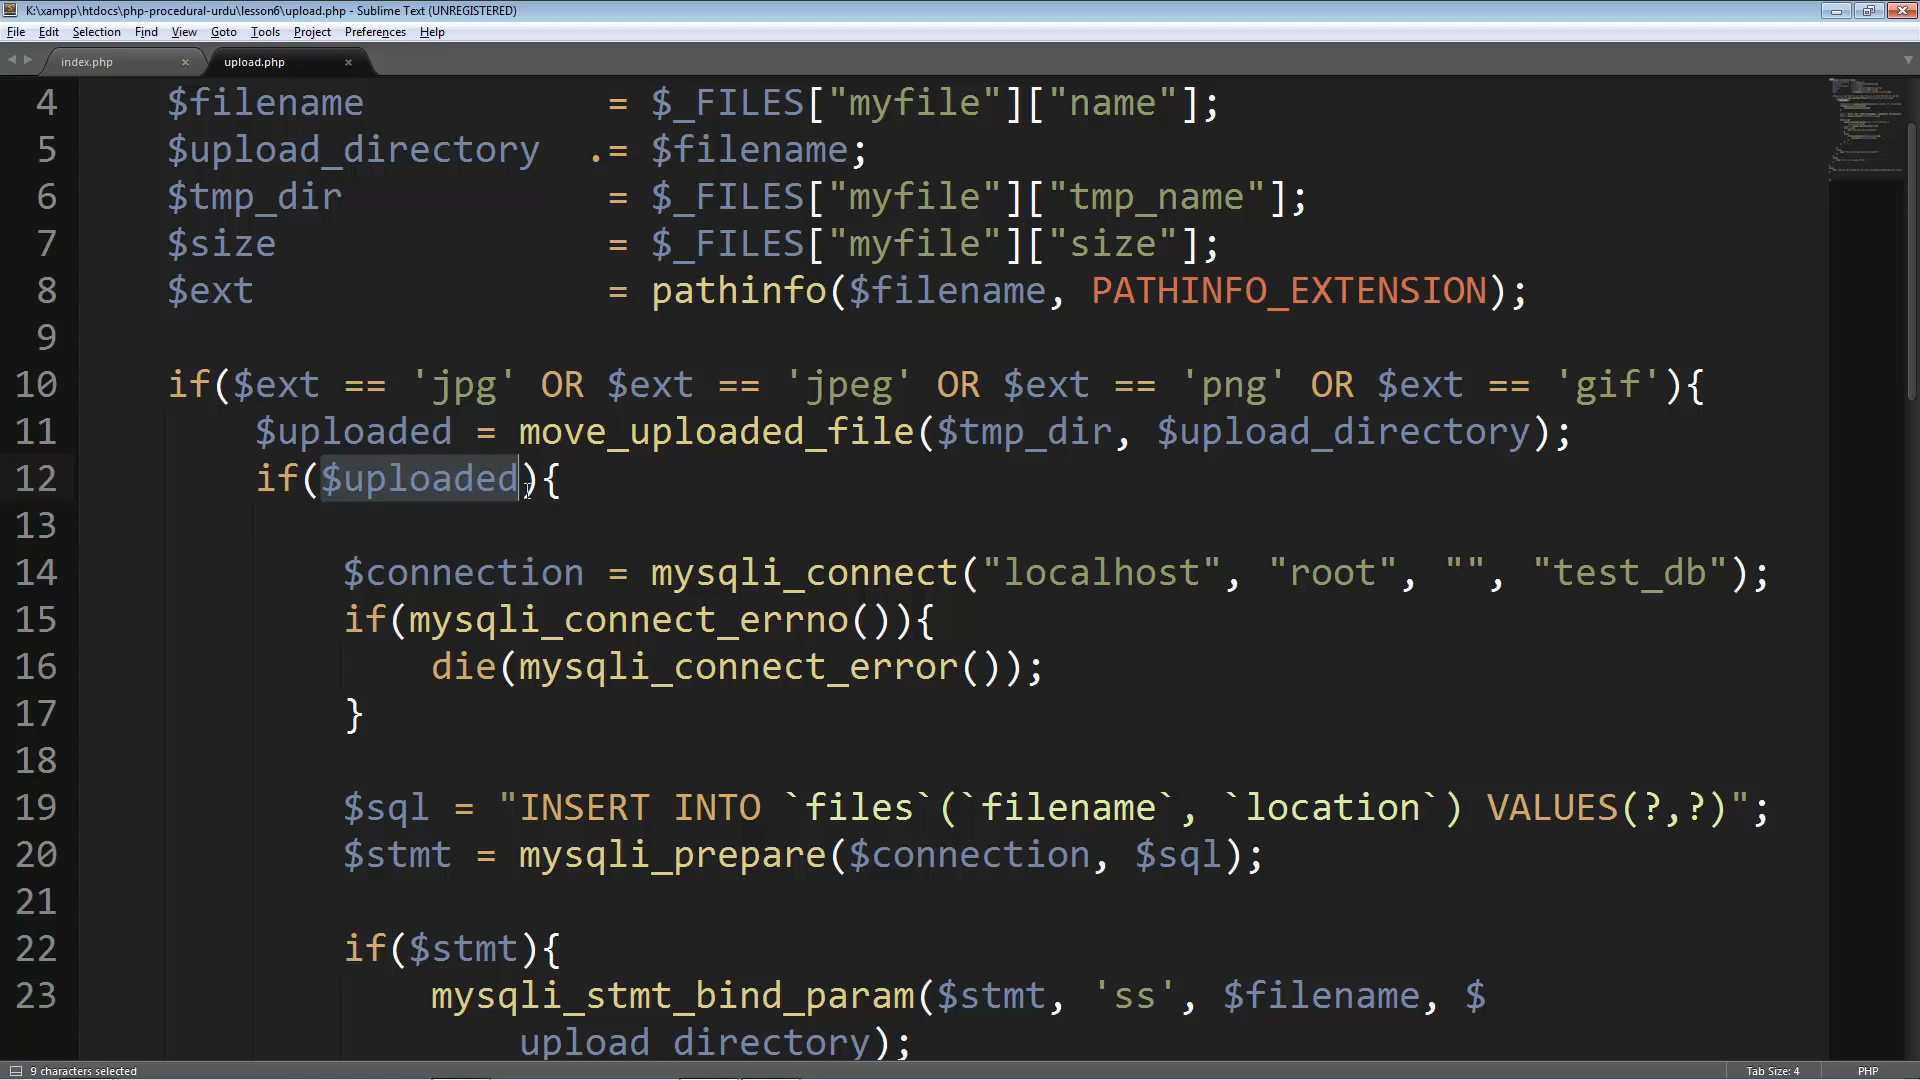 K:\xampp\htdocs\php-procedural-urdu\lesson6\upload.php - Sublime Text (UNREGISTERED)
File Edit Selection Find View Goto Tools Project Preferences Help
index.php × upload.php ×
4 $filename = $_FILES["myfile"]["name"];
5 $upload_directory .= $filename;
6 $tmp_dir = $_FILES["myfile"]["tmp_name"];
7 $size = $_FILES["myfile"]["size"];
8 $ext = pathinfo($filename, PATHINFO_EXTENSION);
9
10 if($ext == 'jpg' OR $ext == 'jpeg' OR $ext == 'png' OR $ext == 'gif'){
11 $uploaded = move_uploaded_file($tmp_dir, $upload_directory);
12 if($uploaded){
13
14 $connection = mysqli_connect("localhost", "root", "", "test_db");
15 if(mysqli_connect_errno()){
16 die(mysqli_connect_error());
17 }
18
19 $sql = "INSERT INTO `files`(`filename`, `location`) VALUES(?,?)";
20 $stmt = mysqli_prepare($connection, $sql);
21
22 if($stmt){
23 mysqli_stmt_bind_param($stmt, 'ss', $filename, $
upload_directory);
9 characters selected Tab Size: 4 PHP